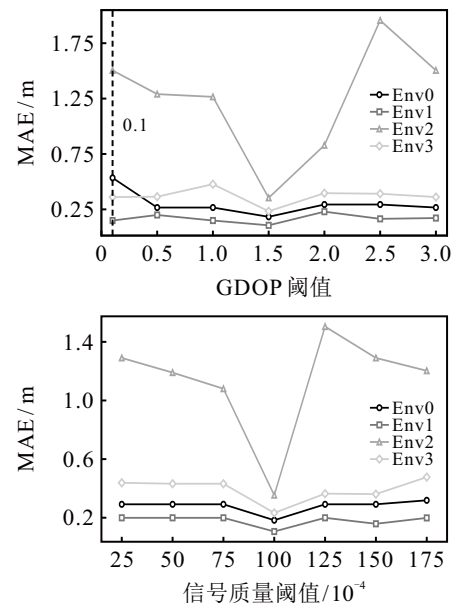 MAE/m
1.75
1.25
0.75
0.25
0.1
Env0
Env1
Env2
Env3
0 0.5 1.0 1.5 2.0 2.5 3.0
GDOP 阈值
MAE/m
1.4
1.0
0.6
0.2
Env0
Env1
Env2
Env3
25 50 75 100 125 150 175
信号质量阈值/10⁻⁴